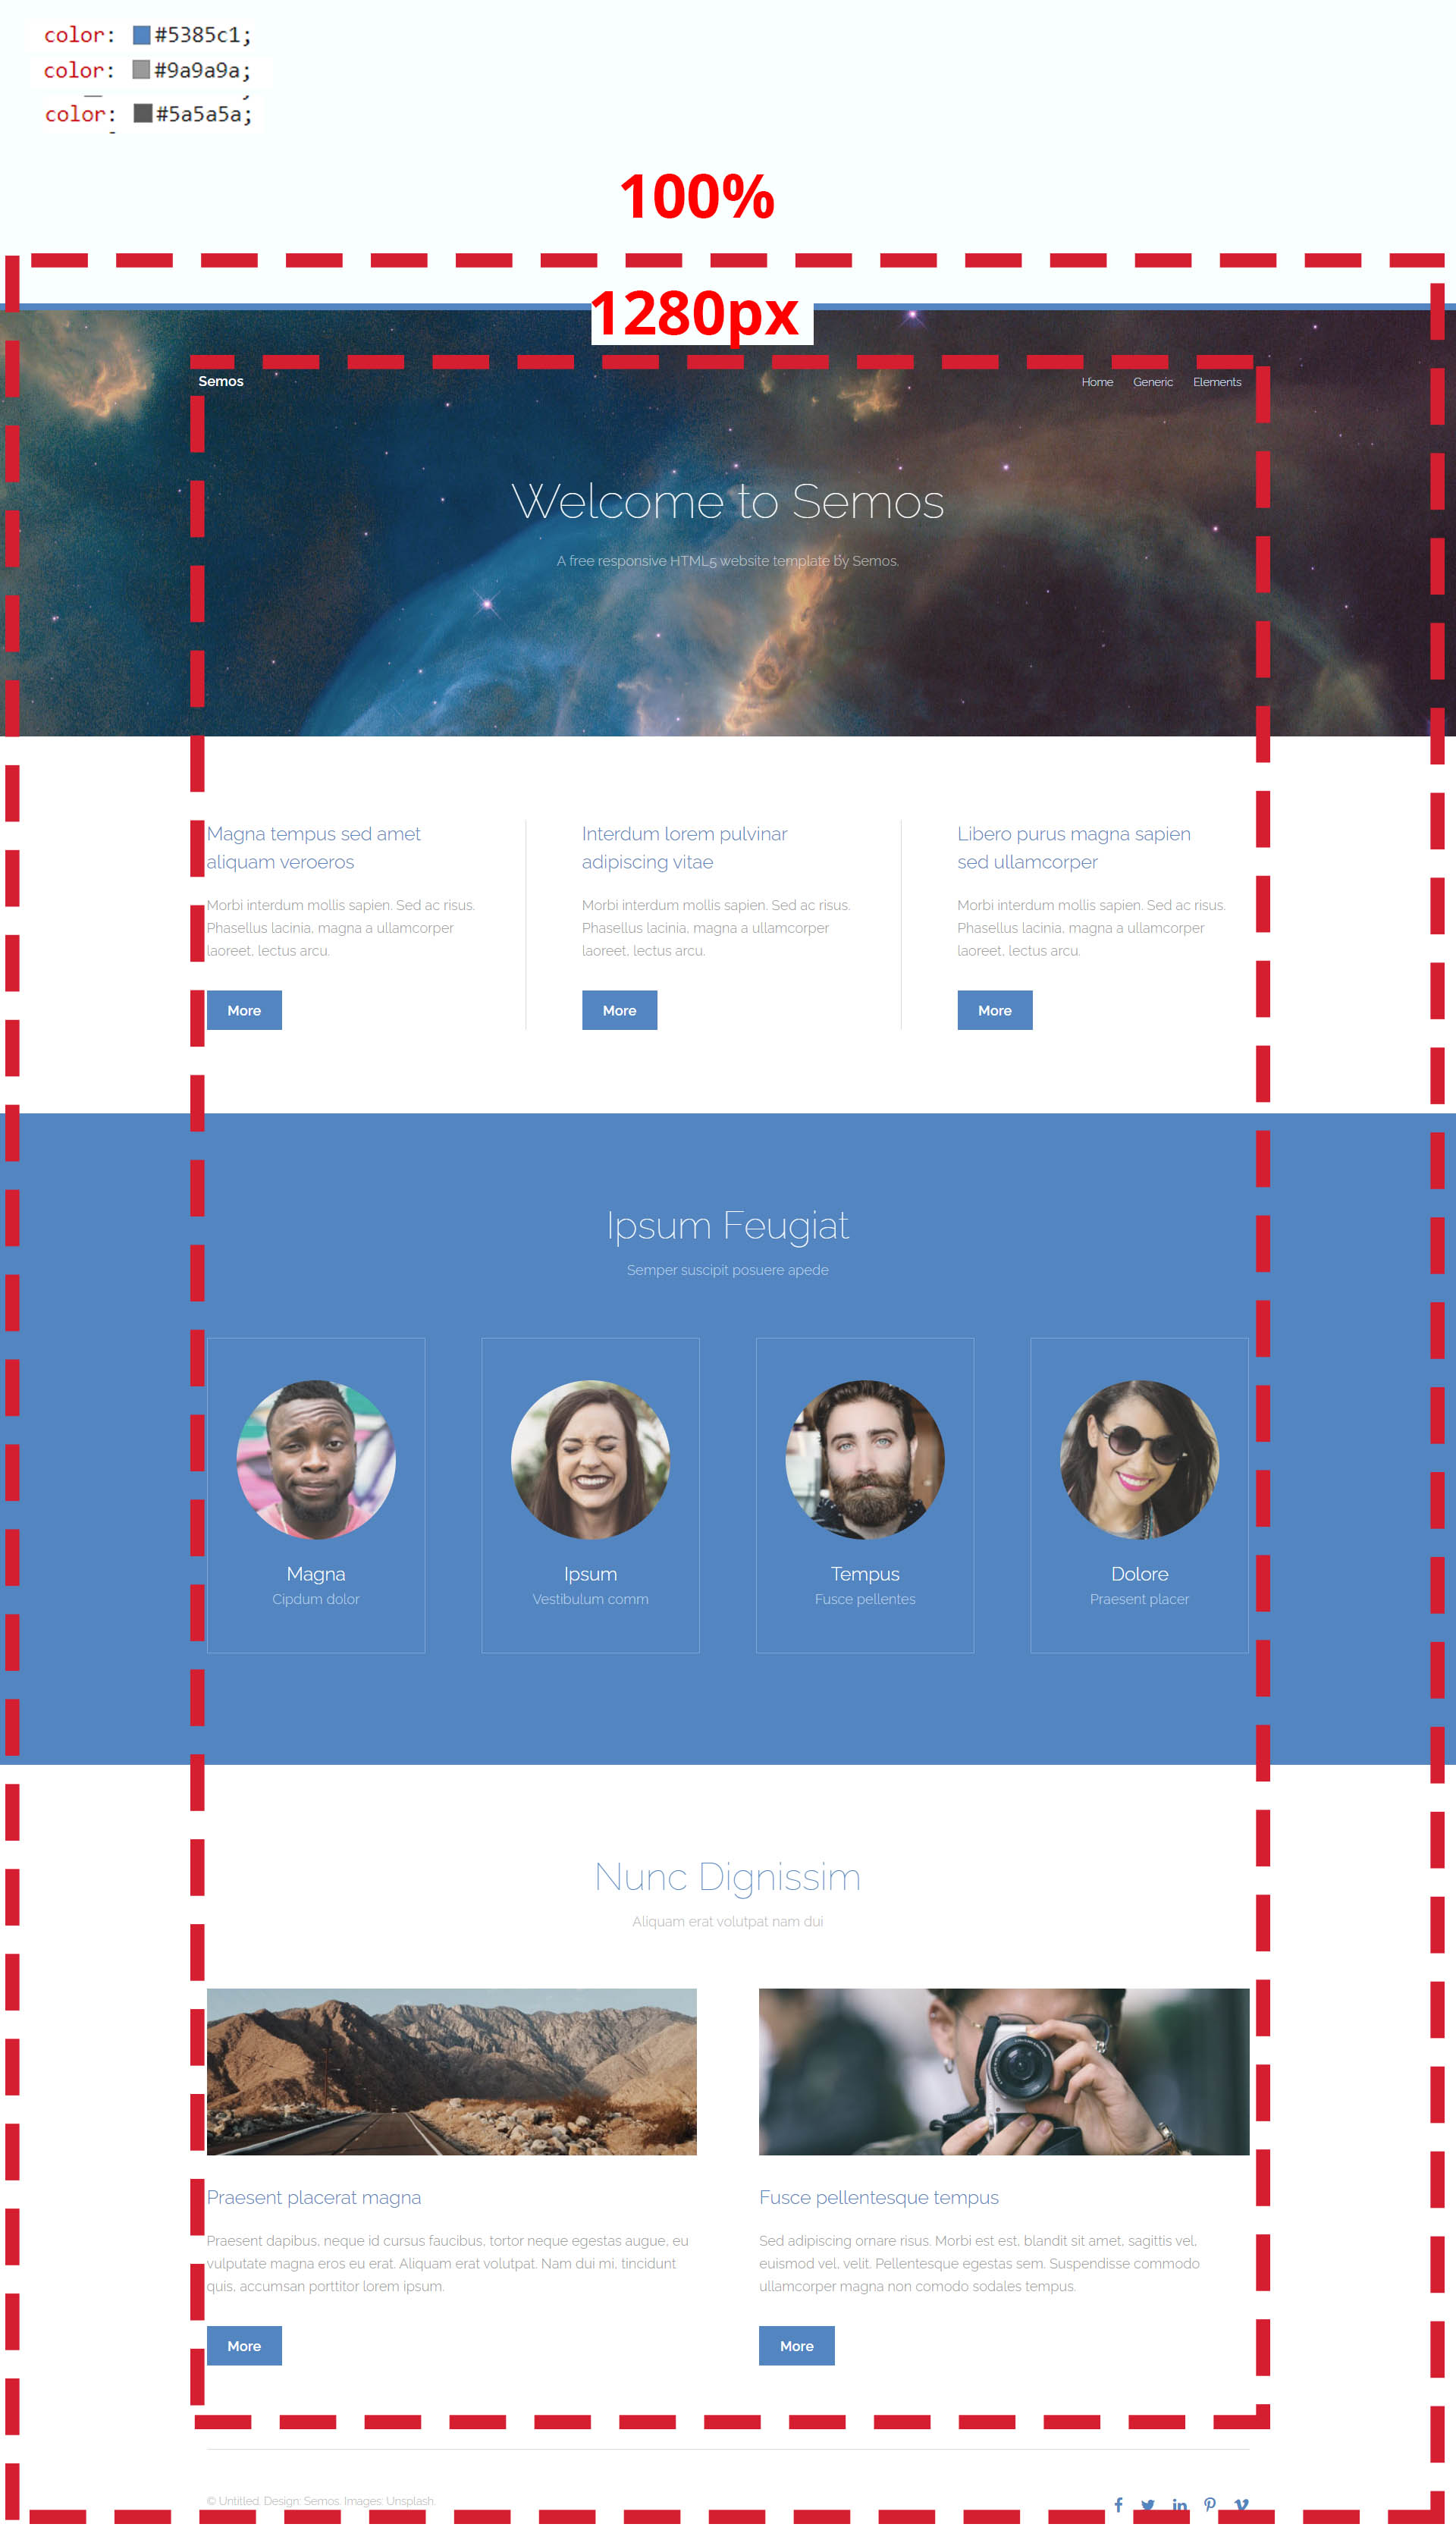 color: #5385c1;
color: #9a9a9a;
color: #5a5a5a;
100%
1280px
Semos
Home Generic Elements
Welcome to Semos
A free responsive HTML5 website template by Semos.
Magna tempus sed amet
aliquam veroeros
Morbi interdum mollis sapien. Sed ac risus.
Phasellus lacinia, magna a ullamcorper
laoreet, lectus arcu.
More
Interdum lorem pulvinar
adipiscing vitae
Morbi interdum mollis sapien. Sed ac risus.
Phasellus lacinia, magna a ullamcorper
laoreet, lectus arcu.
More
Libero purus magna sapien
sed ullamcorper
Morbi interdum mollis sapien. Sed ac risus.
Phasellus lacinia, magna a ullamcorper
laoreet, lectus arcu.
More
Ipsum Feugiat
Semper suscipit posuere apede
Magna
Cipdum dolor
Ipsum
Vestibulum comm
Tempus
Fusce pellentes
Dolore
Praesent placer
Nunc Dignissim
Aliquam erat volutpat nam dui
Praesent placerat magna
Praesent dapibus, neque id cursus faucibus, tortor neque egestas augue, eu
vulputate magna eros eu erat. Aliquam erat volutpat. Nam dui mi, tincidunt
quis, accumsan porttitor lorem ipsum.
More
Fusce pellentesque tempus
Sed adipiscing ornare risus. Morbi est est, blandit sit amet, sagittis vel,
euismod vel, velit. Pellentesque egestas sem. Suspendisse commodo
ullamcorper magna non comodo sodales tempus.
More
© Untitled. Design: Semos. Images: Unsplash.